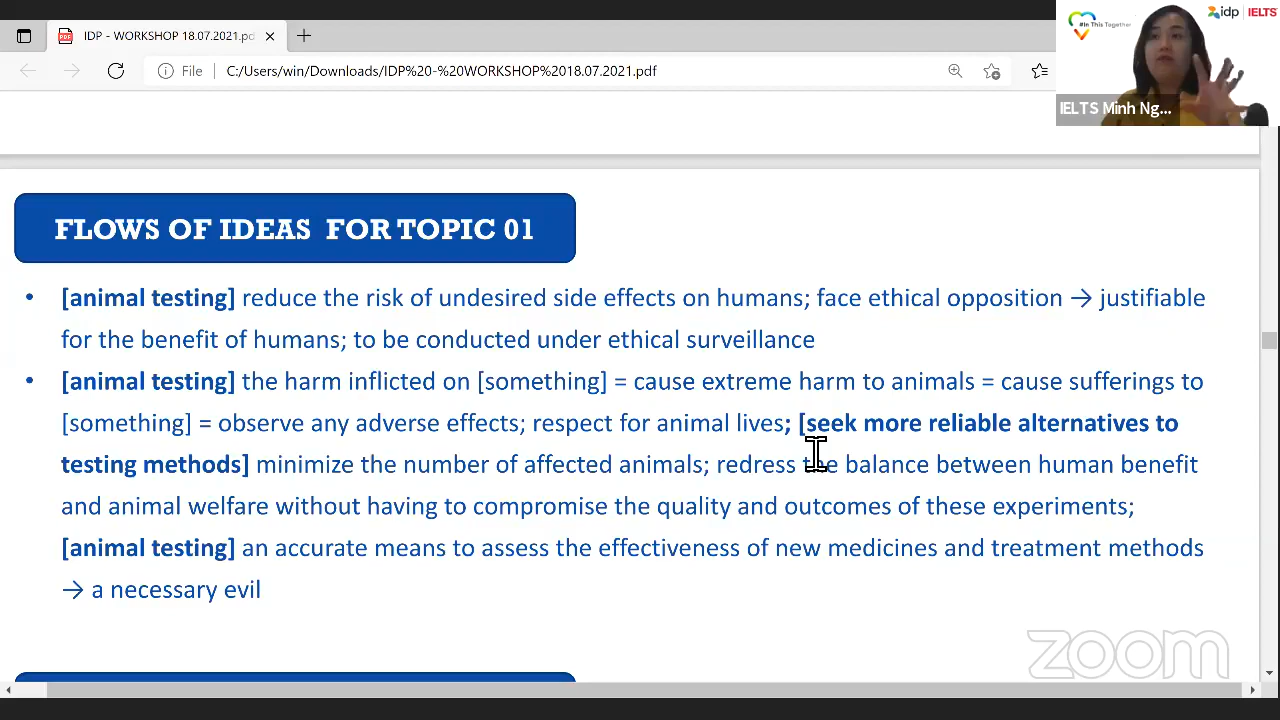 IDP - WORKSHOP 18.07.2021.pd
File
C:/Users/win/Downloads/IDP%20-%20WORKSHOP%2018.07.2021.pdf
#In This Together
idp IELTS
IELTS Minh Ng...
FLOWS OF IDEAS FOR TOPIC 01
• [animal testing] reduce the risk of undesired side effects on humans; face ethical opposition → justifiable
for the benefit of humans; to be conducted under ethical surveillance
• [animal testing] the harm inflicted on [something] = cause extreme harm to animals = cause sufferings to
[something] = observe any adverse effects; respect for animal lives; [seek more reliable alternatives to
testing methods] minimize the number of affected animals; redress the balance between human benefit
and animal welfare without having to compromise the quality and outcomes of these experiments;
[animal testing] an accurate means to assess the effectiveness of new medicines and treatment methods
→ a necessary evil
zoom